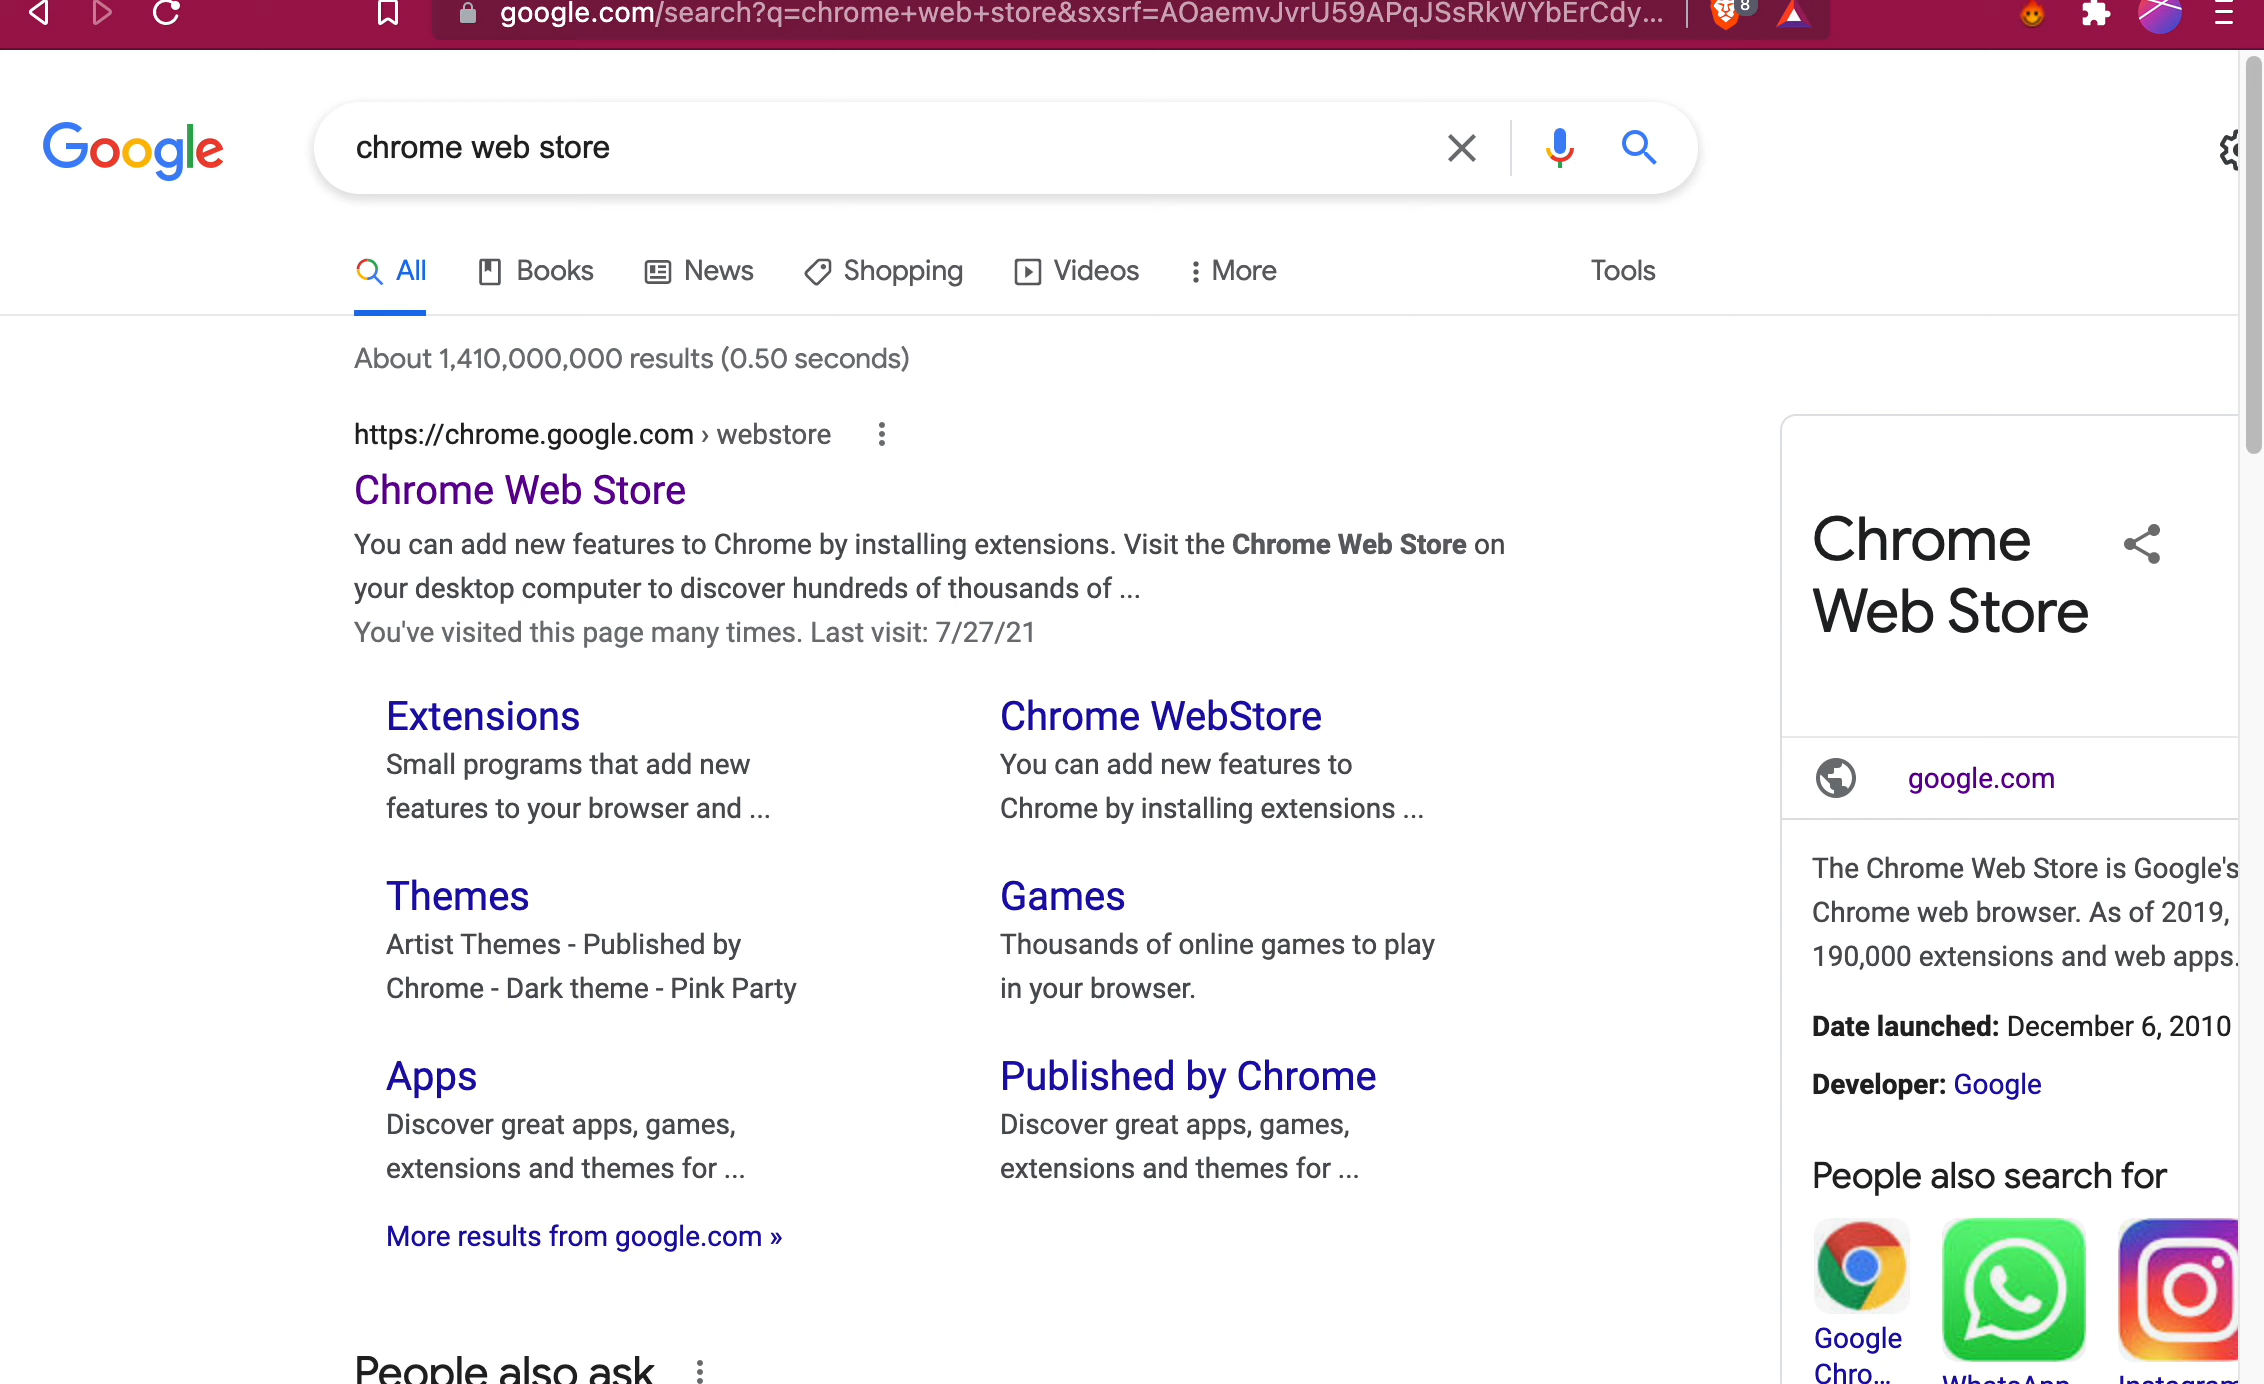 google.com/search?q=chrome+web+store&sxsrf=AOaemvJvrU59APqJSsRkWYbErCdy...
8
Google
chrome web store
All
Books
News
Shopping
Videos
More
Tools
About 1,410,000,000 results (0.50 seconds)
https://chrome.google.com › webstore
Chrome Web Store
You can add new features to Chrome by installing extensions. Visit the Chrome Web Store on
your desktop computer to discover hundreds of thousands of ...
You've visited this page many times. Last visit: 7/27/21
Extensions
Small programs that add new
features to your browser and ...
Chrome WebStore
You can add new features to
Chrome by installing extensions ...
Themes
Artist Themes - Published by
Chrome - Dark theme - Pink Party
Games
Thousands of online games to play
in your browser.
Apps
Discover great apps, games,
extensions and themes for ...
Published by Chrome
Discover great apps, games,
extensions and themes for ...
More results from google.com »
People also ask
Chrome
Web Store
google.com
The Chrome Web Store is Google's
Chrome web browser. As of 2019,
190,000 extensions and web apps.
Date launched: December 6, 2010
Developer: Google
People also search for
Google
Chro...
WhatsApp
Instagram